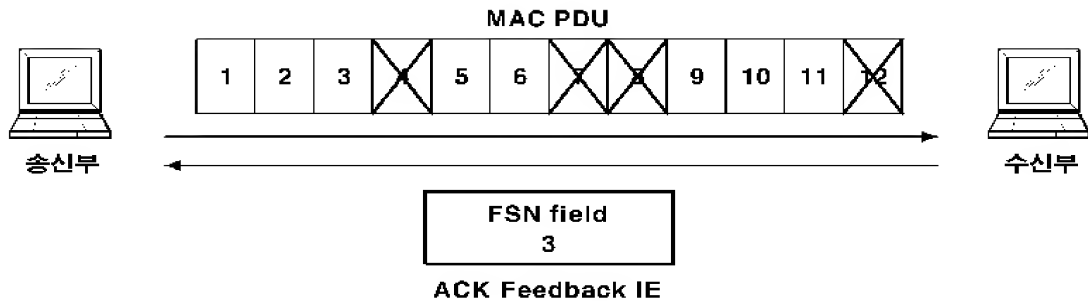 MAC PDU
1 2 3 4 5 6 7 8 9 10 11 12
송신부
수신부
FSN field
3
ACK Feedback IE